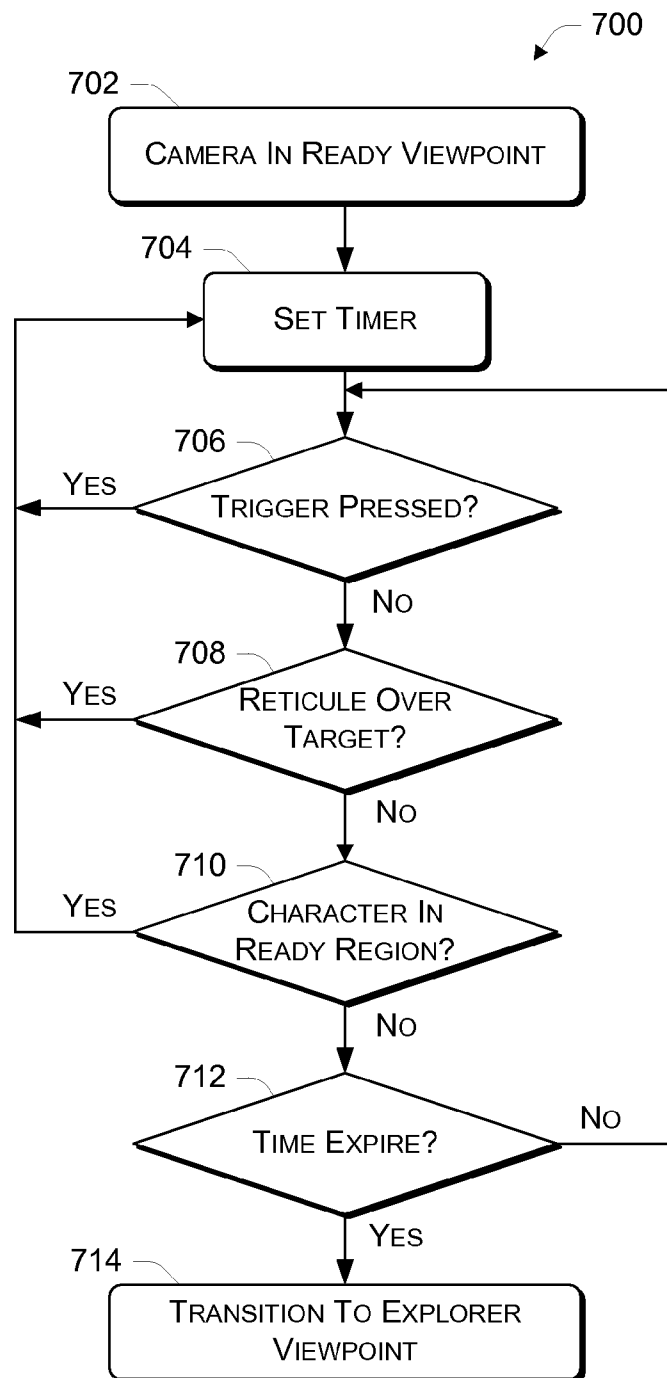 700
702
CAMERA IN READY VIEWPOINT
704
SET TIMER
706
YES
TRIGGER PRESSED?
NO
708
YES
RETICULE OVER
TARGET?
NO
710
YES
CHARACTER IN
READY REGION?
NO
712
NO
TIME EXPIRE?
YES
714
TRANSITION TO EXPLORER
VIEWPOINT